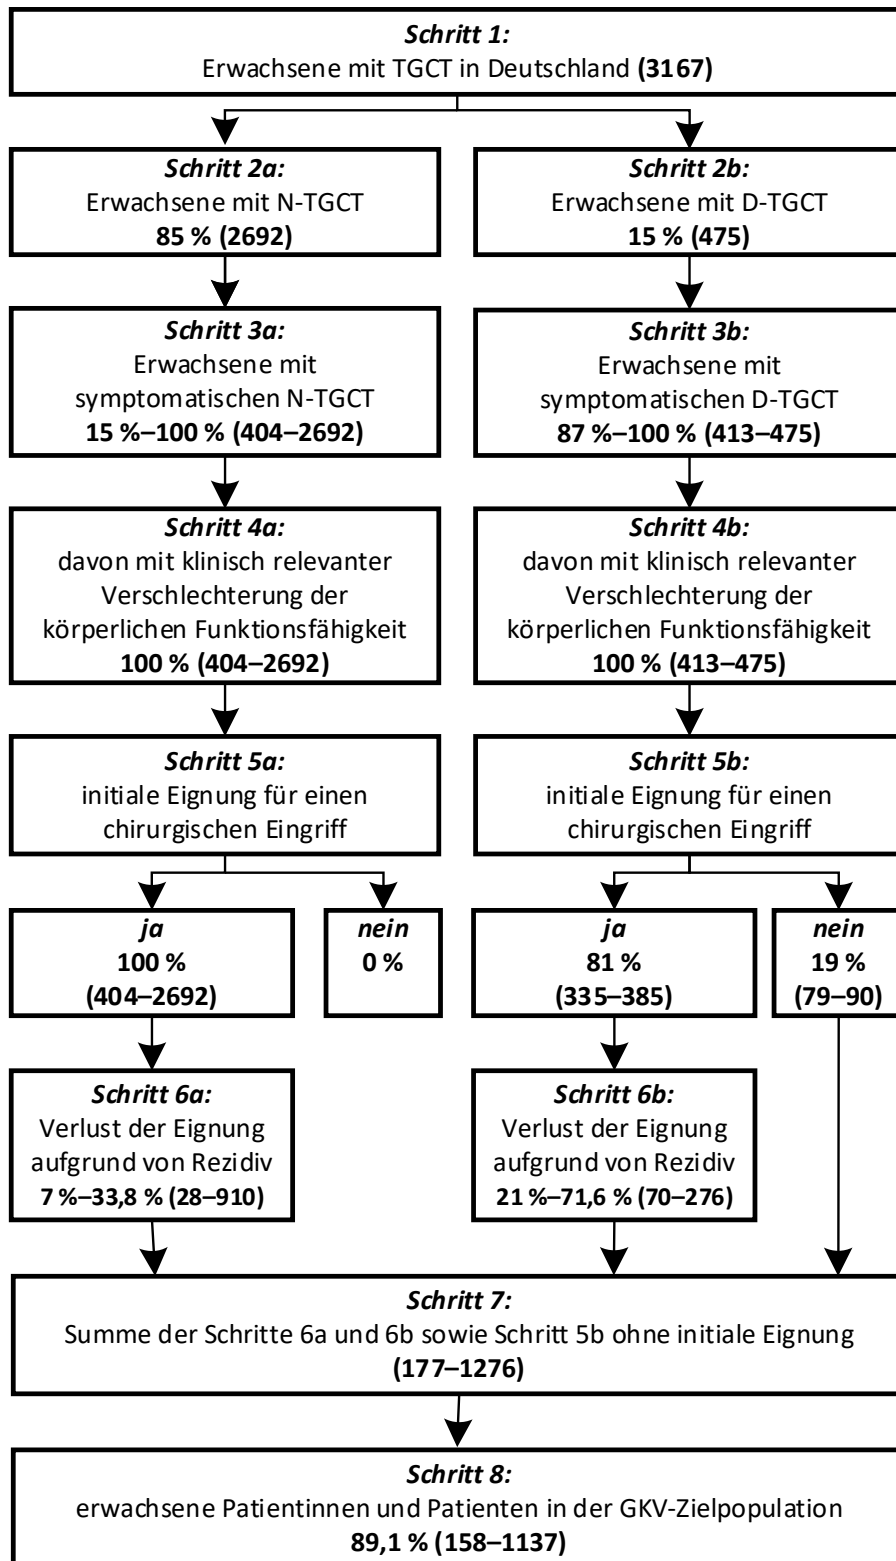 Schritt 1:
Erwachsene mit TGCT in Deutschland (3167)
Schritt 2a:
Erwachsene mit N-TGCT
85 % (2692)
Schritt 2b:
Erwachsene mit D-TGCT
15 % (475)
Schritt 3a:
Erwachsene mit
symptomatischen N-TGCT
15 %–100 % (404–2692)
Schritt 3b:
Erwachsene mit
symptomatischen D-TGCT
87 %–100 % (413–475)
Schritt 4a:
davon mit klinisch relevanter
Verschlechterung der
körperlichen Funktionsfähigkeit
100 % (404–2692)
Schritt 4b:
davon mit klinisch relevanter
Verschlechterung der
körperlichen Funktionsfähigkeit
100 % (413–475)
Schritt 5a:
initiale Eignung für einen
chirurgischen Eingriff
Schritt 5b:
initiale Eignung für einen
chirurgischen Eingriff
ja
100 %
(404–2692)
nein
0 %
ja
81 %
(335–385)
nein
19 %
(79–90)
Schritt 6a:
Verlust der Eignung
aufgrund von Rezidiv
7 %–33,8 % (28–910)
Schritt 6b:
Verlust der Eignung
aufgrund von Rezidiv
21 %–71,6 % (70–276)
Schritt 7:
Summe der Schritte 6a und 6b sowie Schritt 5b ohne initiale Eignung
(177–1276)
Schritt 8:
erwachsene Patientinnen und Patienten in der GKV-Zielpopulation
89,1 % (158–1137)